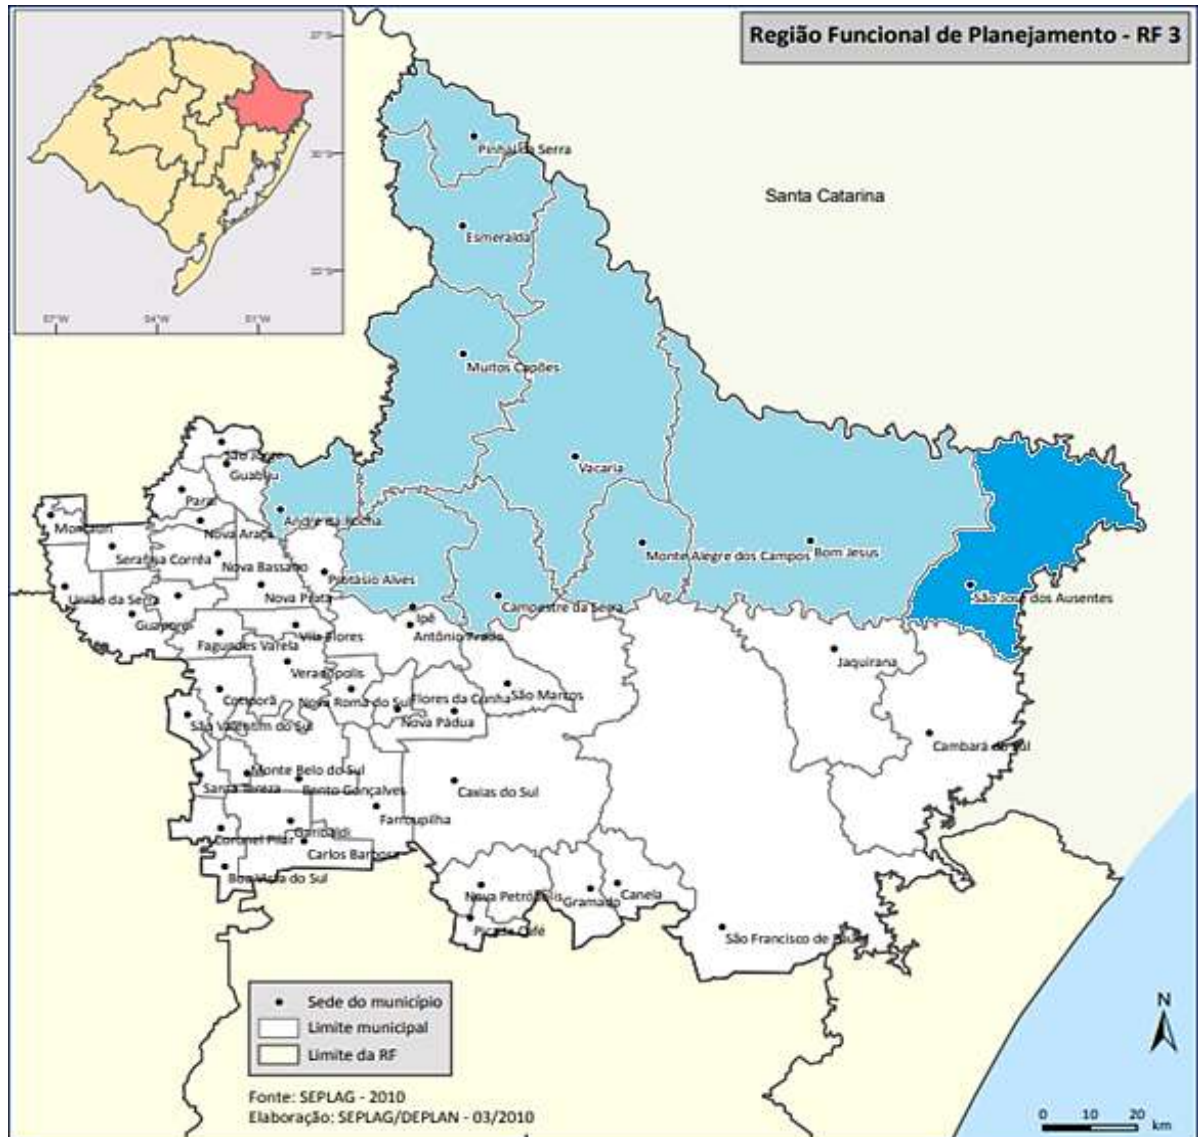 Região Funcional de Planejamento - RF 3
Santa Catarina
Pinhal da Serra
Esmeralda
Muitos Capões
Vacaria
Guabiju
Paraí
André da Rocha
Nova Araçá
Serafina Corrêa
Nova Bassano
Monte Alegre dos Campos
Bom Jesus
Protásio Alves
União da Serra
Nova Prata
Campestre da Serra
São José dos Ausentes
Guaporé
Ipê
Vila Flores
Antônio Prado
Fagundes Varela
Veranópolis
Jaquirana
Cotiporã
Nova Roma do Sul
Flores da Cunha
São Marcos
São Valentim do Sul
Nova Pádua
Cambará do Sul
Monte Belo do Sul
Santa Tereza
Bento Gonçalves
Caxias do Sul
Farroupilha
Garibaldi
Coronel Pilar
Carlos Barbosa
Boa Vista do Sul
Nova Petrópolis
Gramado
Canela
Picada Café
São Francisco de Paula
Sede do município
Limite municipal
Limite da RF
Fonte: SEPLAG - 2010
Elaboração: SEPLAG/DEPLAN - 03/2010
N
0 10 20
km